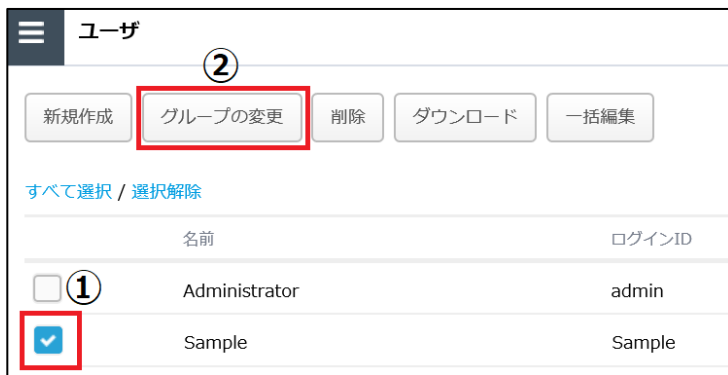 ユーザ
②
新規作成 グループの変更 削除 ダウンロード 一括編集
すべて選択 / 選択解除
名前 ログインID
① Administrator admin
Sample Sample